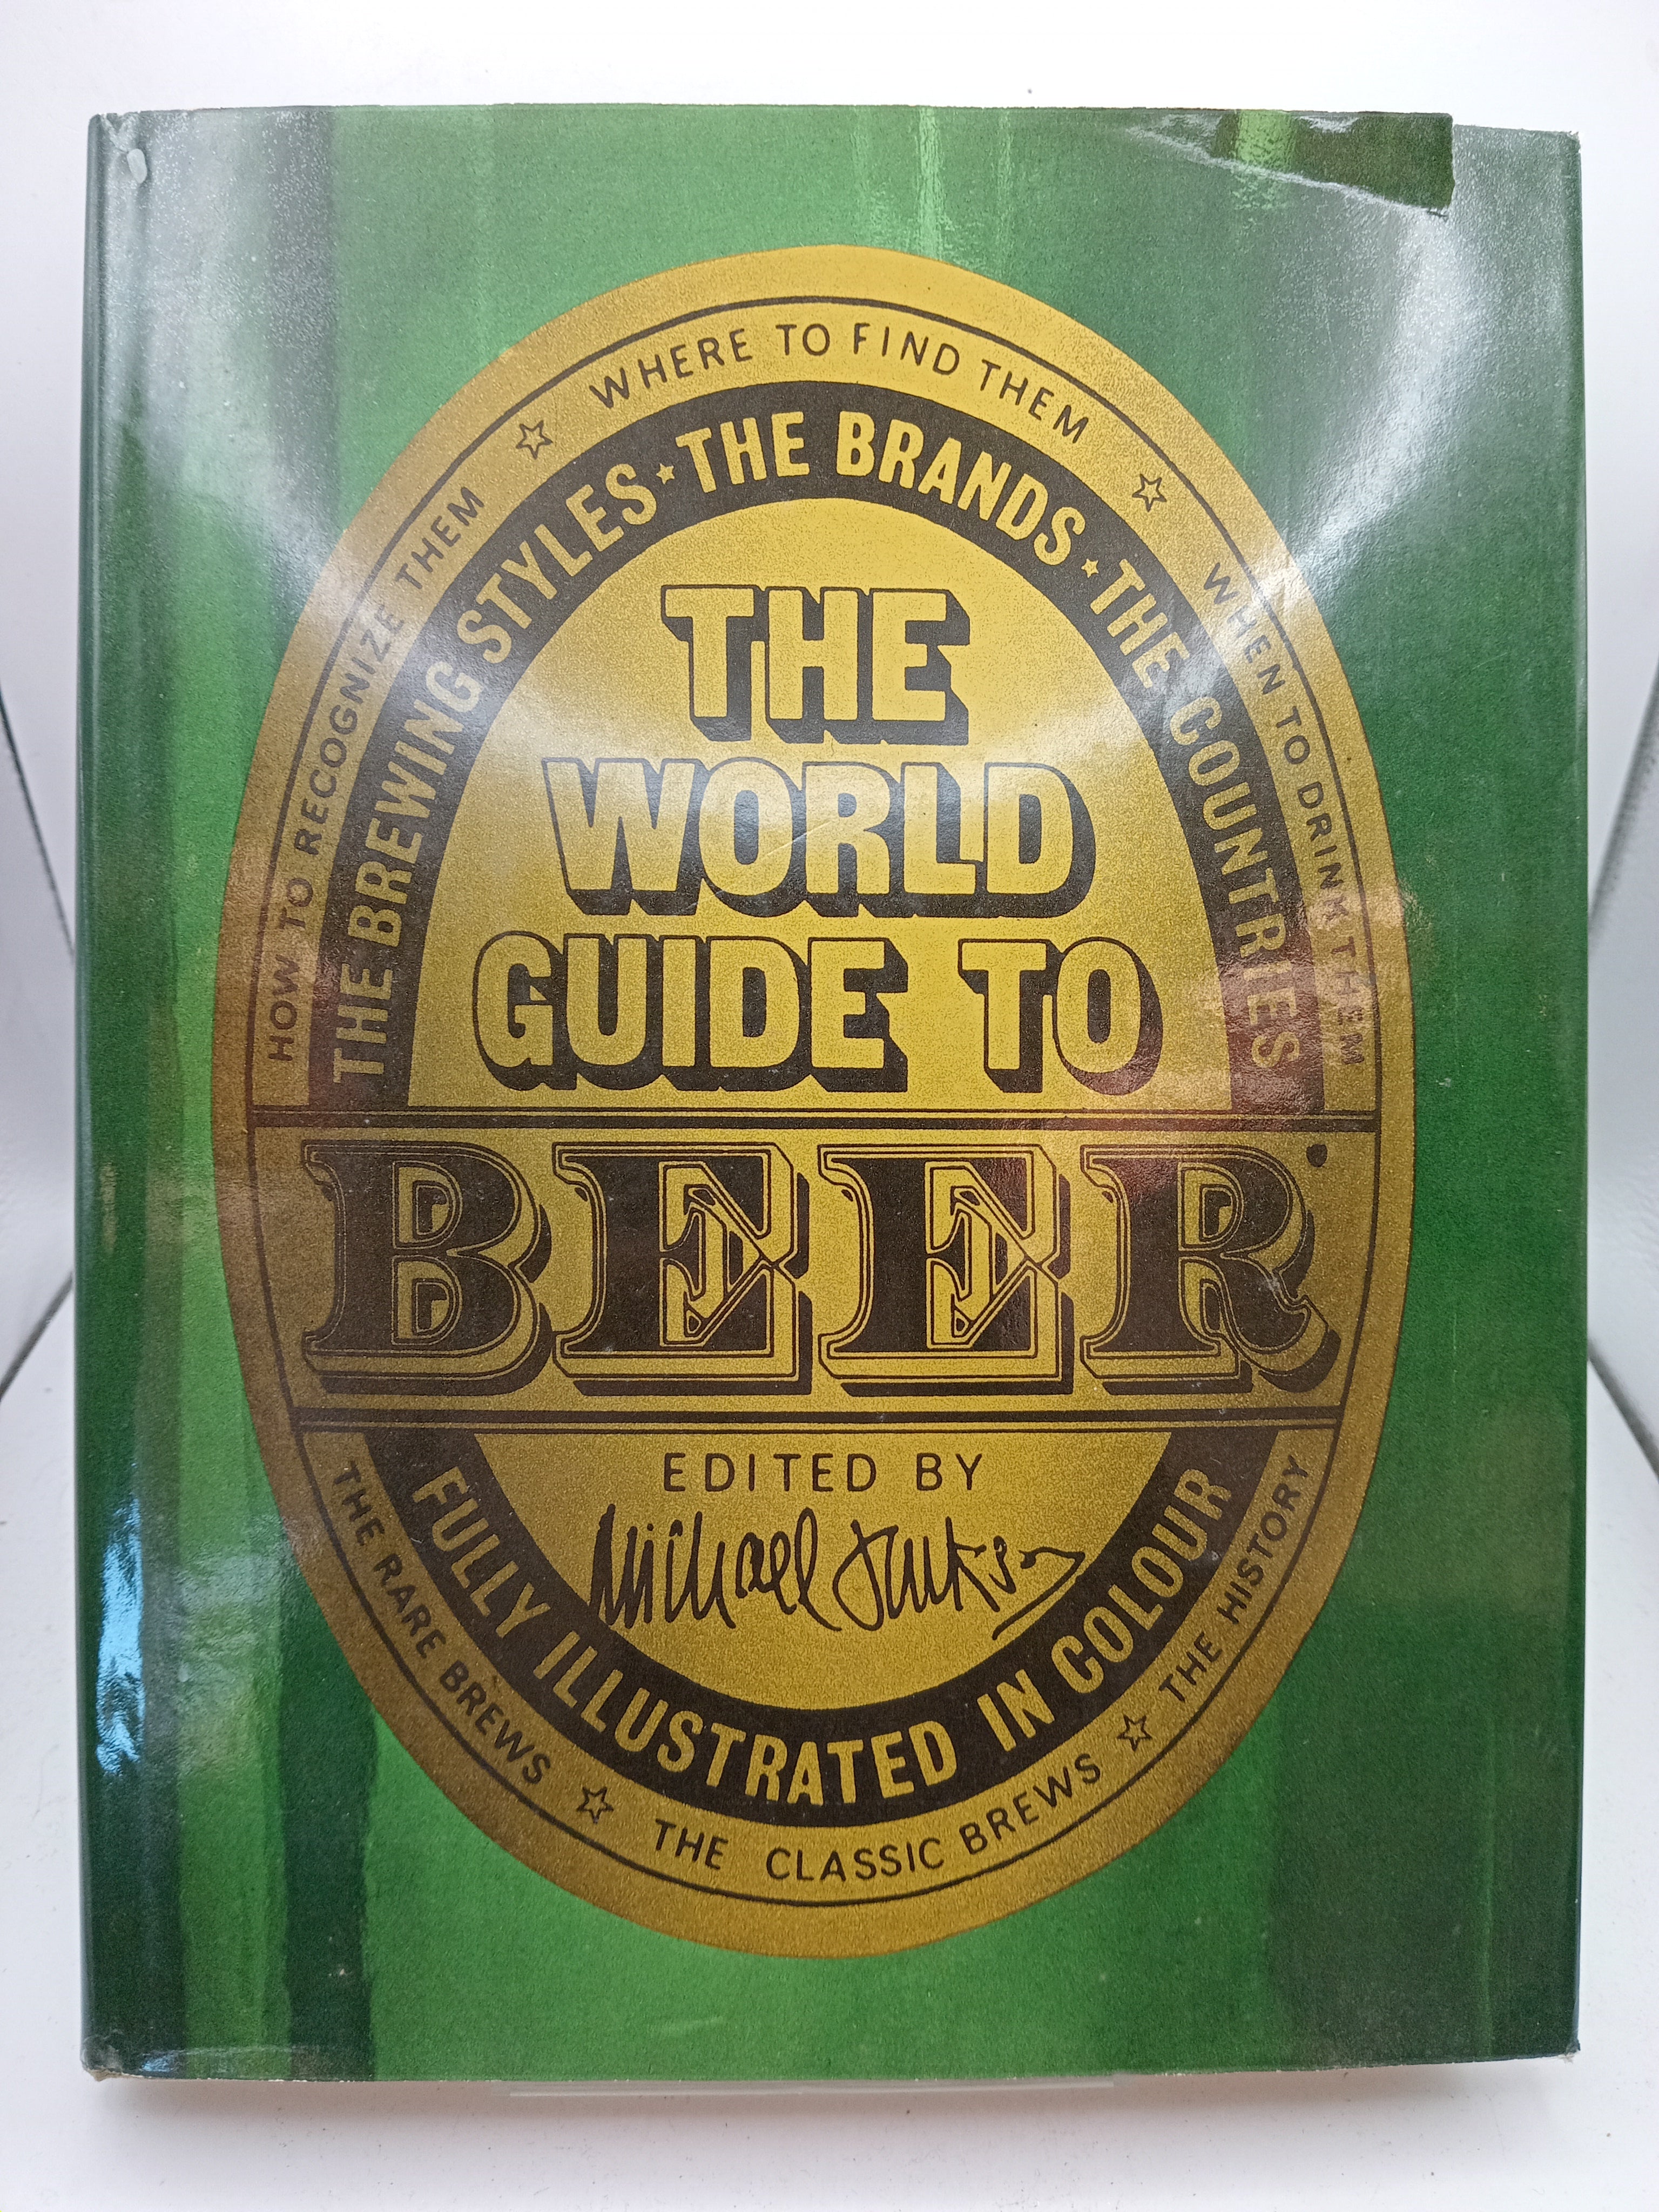 HOW TO RECOGNIZE THEM ☆ WHERE TO FIND THEM ☆ WHEN TO DRINK THEM
THE BREWING STYLES ★ THE BRANDS ★ THE COUNTRIES
THE
WORLD
GUIDE TO
BEER
EDITED BY
Michael Jackson
FULLY ILLUSTRATED IN COLOUR
THE RARE BREWS ☆ THE CLASSIC BREWS ☆ THE HISTORY